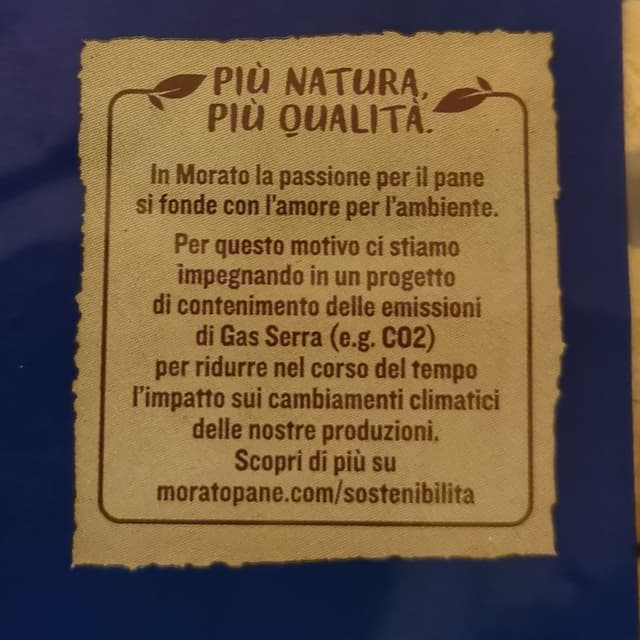 PIÙ NATURA,
PIÙ QUALITÀ.
In Morato la passione per il pane
si fonde con l'amore per l'ambiente.
Per questo motivo ci stiamo
impegnando in un progetto
di contenimento delle emissioni
di Gas Serra (e.g. CO2)
per ridurre nel corso del tempo
l'impatto sui cambiamenti climatici
delle nostre produzioni.
Scopri di più su
moratopane.com/sostenibilita